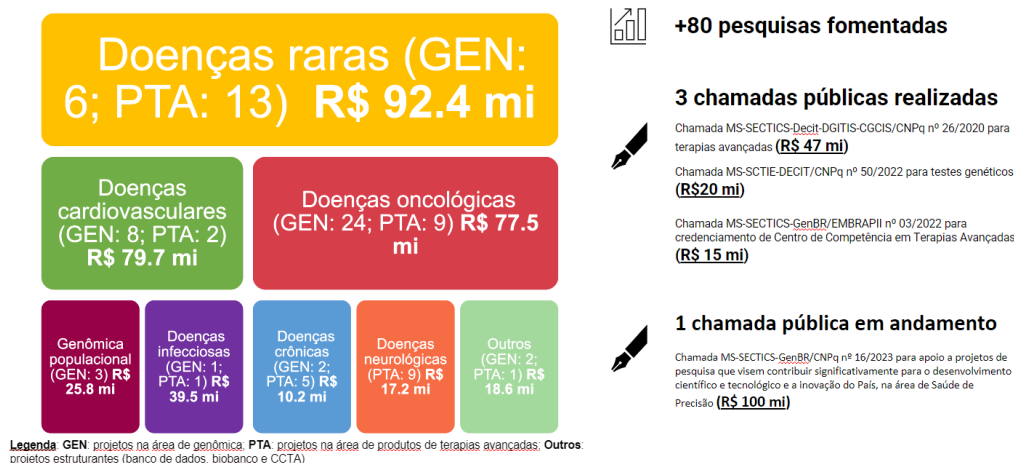 Doenças raras (GEN:
6; PTA: 13) R$ 92.4 mi
Doenças
cardiovasculares
(GEN: 8; PTA: 2)
R$ 79.7 mi
Doenças oncológicas
(GEN: 24; PTA: 9) R$ 77.5
mi
Genômica
populacional
(GEN: 3) R$
25.8 mi
Doenças
infecciosas
(GEN: 1;
PTA: 1) R$
39.5 mi
Doenças
crônicas
(GEN: 2;
PTA: 5) R$
10.2 mi
Doenças
neurológicas
(PTA: 9) R$
17.2 mi
Outros
(GEN: 2;
PTA: 1) R$
18.6 mi
Legenda: GEN: projetos na área de genômica; PTA: projetos na área de produtos de terapias avançadas; Outros:
projetos estruturantes (banco de dados, biobanco e CCTA)
+80 pesquisas fomentadas
3 chamadas públicas realizadas
Chamada MS-SECTICS-Decit-DGITIS-CGCIS/CNPq nº 26/2020 para
terapias avançadas (R$ 47 mi)
Chamada MS-SCTIE-DECIT/CNPq nº 50/2022 para testes genéticos
(R$20 mi)
Chamada MS-SECTICS-GenBR/EMBRAPII nº 03/2022 para
credenciamento de Centro de Competência em Terapias Avançadas
(R$ 15 mi)
1 chamada pública em andamento
Chamada MS-SECTICS-GenBR/CNPq nº 16/2023 para apoio a projetos de
pesquisa que visem contribuir significativamente para o desenvolvimento
científico e tecnológico e a inovação do País, na área de Saúde de
Precisão (R$ 100 mi)